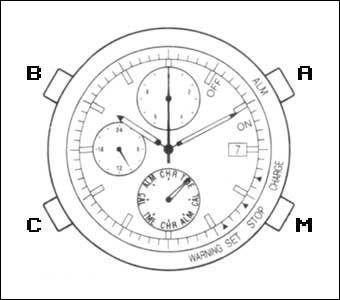 B
A
OFF
ALM
ON
24
18
6
12
7
CHARGE
ALM CHR TME CAL
ALM CHR TME CAL
C
M
WARNING SET STOP